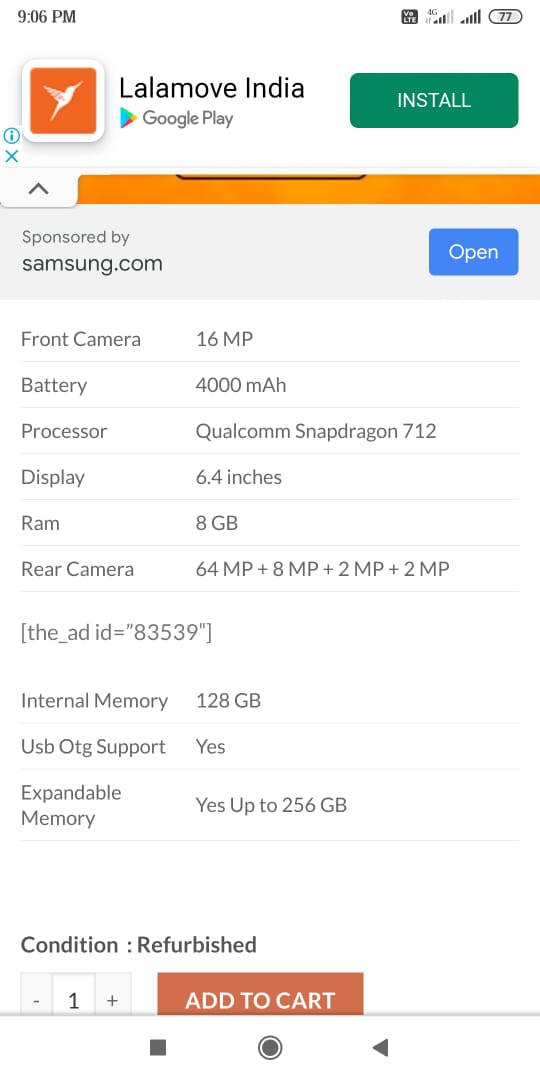 9:06 PM
Vo LTE 4G 77
Lalamove India
Google Play
INSTALL
Sponsored by
samsung.com
Open
Front Camera 16 MP
Battery 4000 mAh
Processor Qualcomm Snapdragon 712
Display 6.4 inches
Ram 8 GB
Rear Camera 64 MP + 8 MP + 2 MP + 2 MP
[the_ad id=”83539″]
Internal Memory 128 GB
Usb Otg Support Yes
Expandable
Memory
Yes Up to 256 GB
Condition : Refurbished
- 1 + ADD TO CART